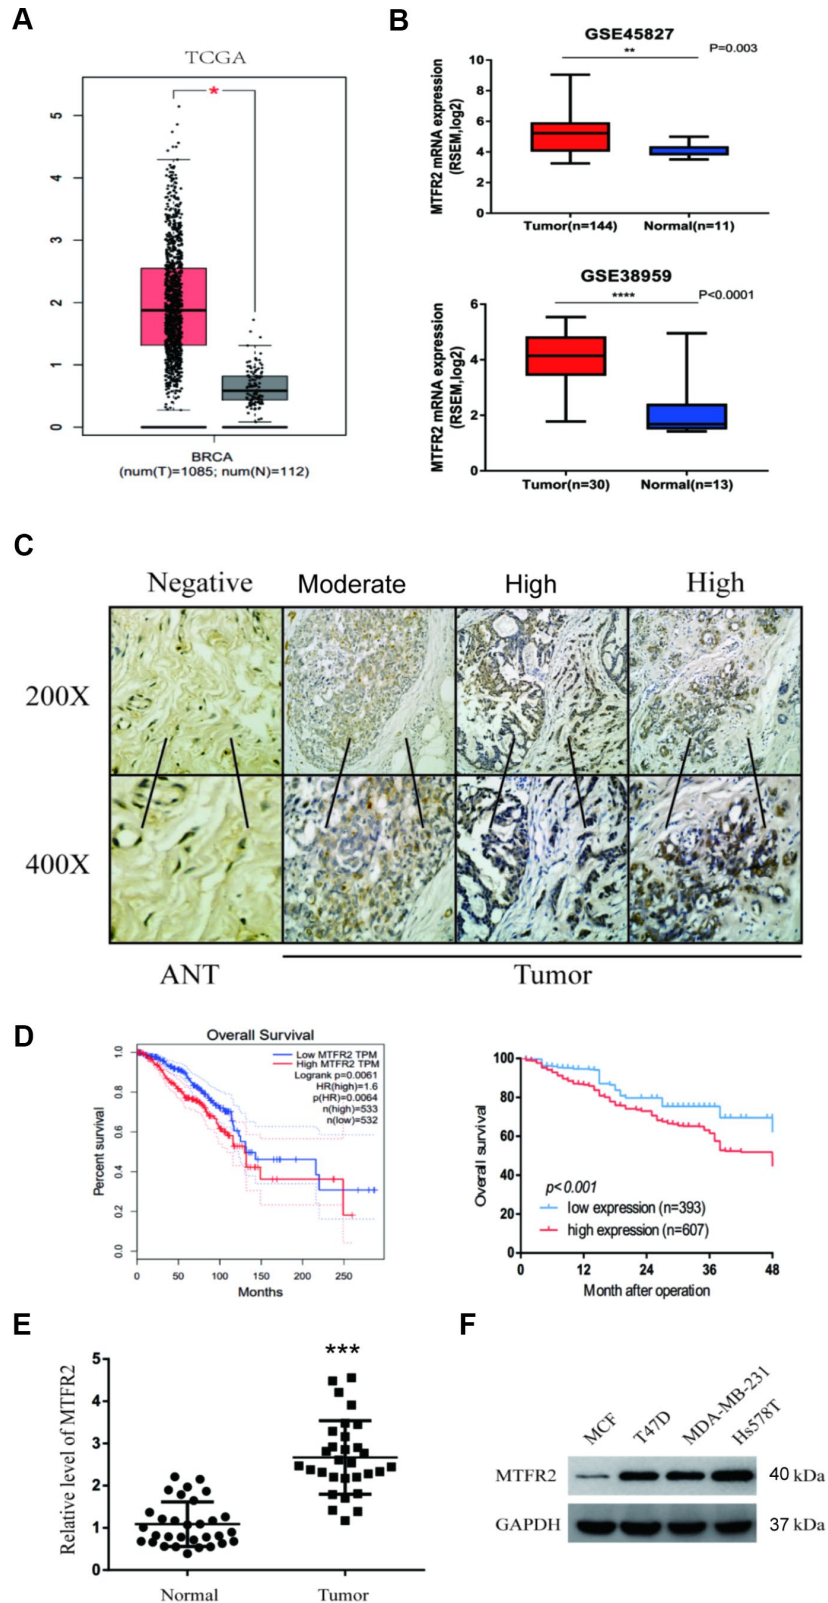 A
TCGA
*
5
4
3
2
1
0
BRCA
(num(T)=1085; num(N)=112)
B
GSE45827
**
P=0.003
MTFR2 mRNA expression
(RSEM,log2)
10
8
6
4
2
0
Tumor(n=144)
Normal(n=11)
GSE38959
****
P<0.0001
MTFR2 mRNA expression
(RSEM,log2)
6
4
2
0
Tumor(n=30)
Normal(n=13)
C
Negative
Moderate
High
High
200X
400X
ANT
Tumor
D
Overall Survival
Low MTFR2 TPM
High MTFR2 TPM
Logrank p=0.0061
HR(high)=1.6
p(HR)=0.0064
n(high)=533
n(low)=532
Percent survival
1.0
0.8
0.6
0.4
0.2
0.0
0
50
100
150
200
250
Months
Overall survival
100
80
60
40
20
0
p<0.001
low expression (n=393)
high expression (n=607)
0
12
24
36
48
Month after operation
E
Relative level of MTFR2
5
4
3
2
1
0
***
Normal
Tumor
F
MCF
T47D
MDA-MB-231
Hs578T
MTFR2
40 kDa
GAPDH
37 kDa